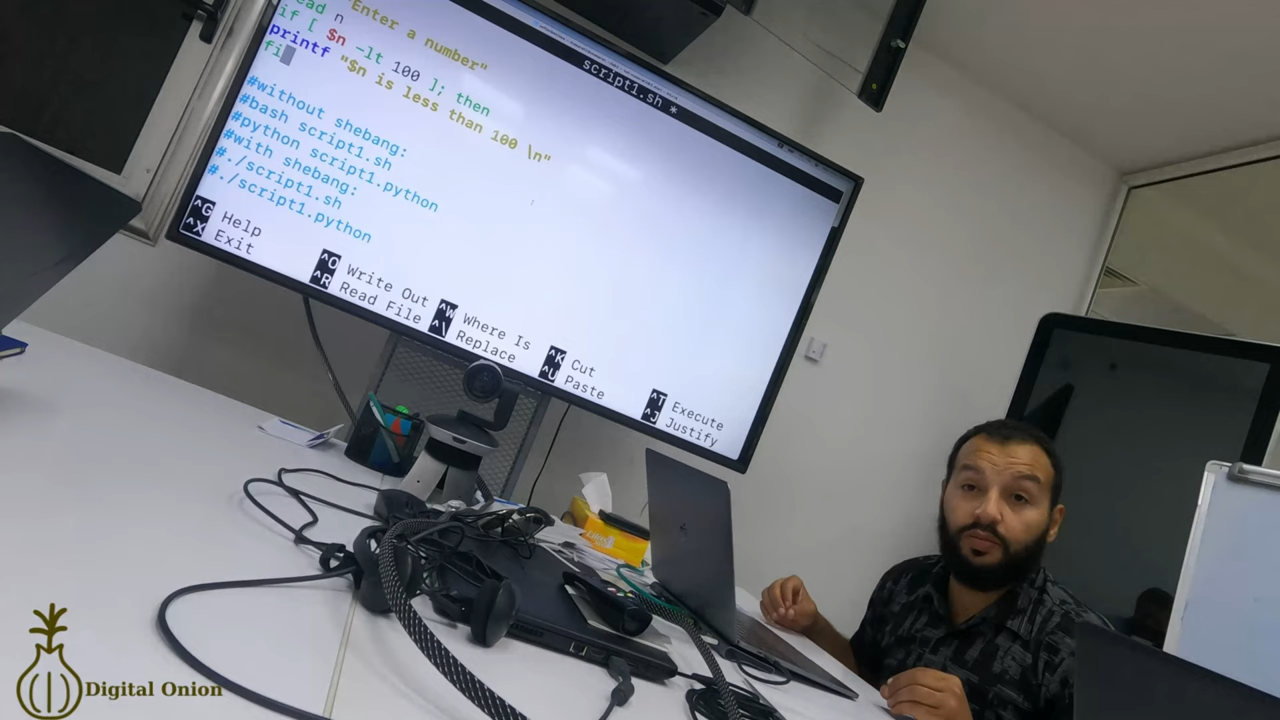 script1.sh *
"Enter a number"
ead n
if [ $n -lt 100 ]; then
printf "$n is less than 100 \n"
fi
#without shebang:
#bash script1.sh
#python script1.python
#with shebang:
#./script1.sh
#./script1.python
^G Help
^X Exit
^O Write Out
^R Read File
^W Where Is
^\ Replace
^K Cut
^U Paste
^T Execute
^J Justify
Digital Onion